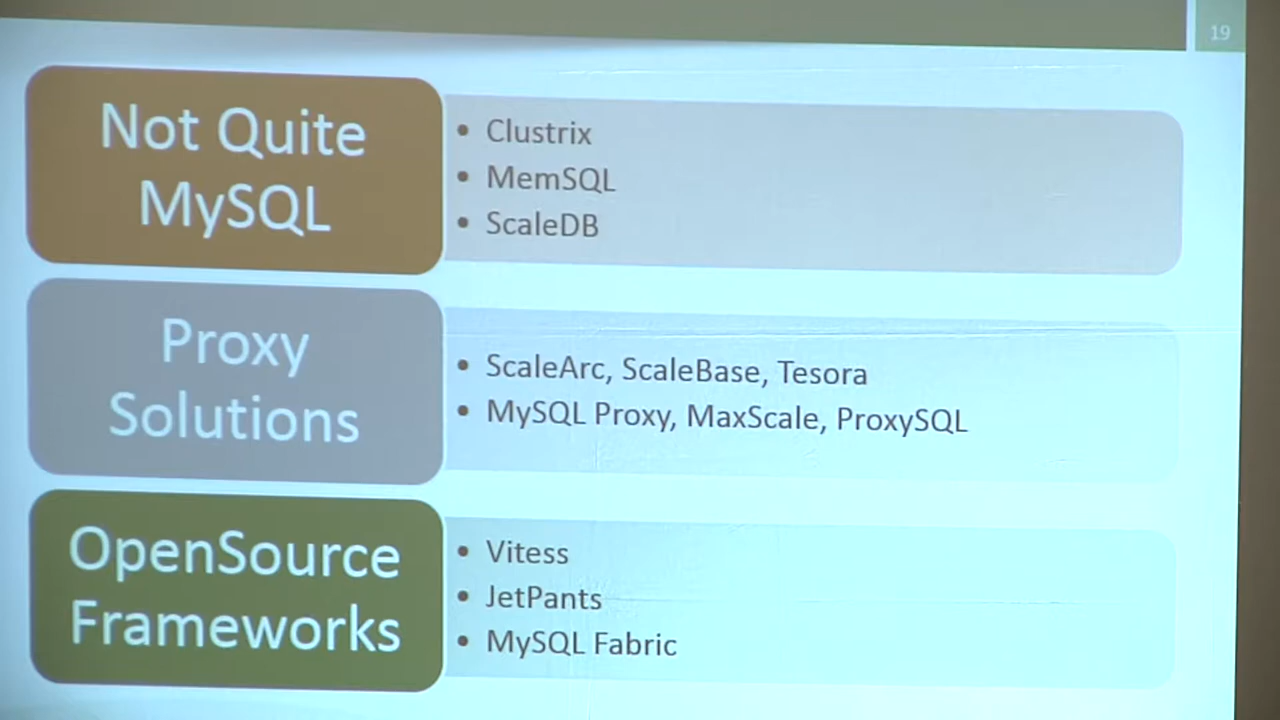 19
Not Quite
MySQL
• Clustrix
• MemSQL
• ScaleDB
Proxy
Solutions
• ScaleArc, ScaleBase, Tesora
• MySQL Proxy, MaxScale, ProxySQL
OpenSource
Frameworks
• Vitess
• JetPants
• MySQL Fabric